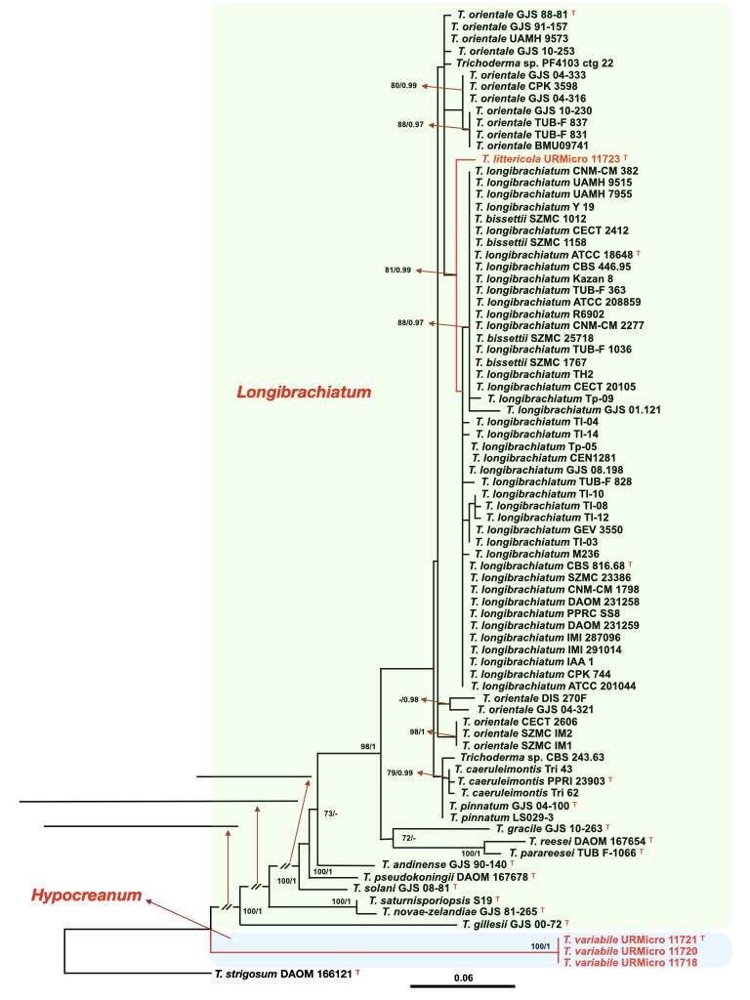 T. orientale GJS 88-81 T
T. orientale GJS 91-157
T. orientale UAMH 9573
T. orientale GJS 10-253
Trichoderma sp. PF4103 ctg 22
T. orientale GJS 04-333
80/0.99
T. orientale CPK 3598
T. orientale GJS 04-316
T. orientale GJS 10-230
88/0.97
T. orientale TUB-F 837
T. orientale TUB-F 831
T. orientale BMU09741
T. littericola URMicro 11723 T
T. longibrachiatum CNM-CM 382
T. longibrachiatum UAMH 9515
T. longibrachiatum UAMH 7955
T. longibrachiatum Y 19
T. bissettii SZMC 1012
T. longibrachiatum CECT 2412
T. bissettii SZMC 1158
T. longibrachiatum ATCC 18648 T
81/0.99
T. longibrachiatum CBS 446.95
T. longibrachiatum Kazan 8
T. longibrachiatum TUB-F 363
T. longibrachiatum ATCC 208859
T. longibrachiatum R6902
88/0.97
T. longibrachiatum CNM-CM 2277
T. bissettii SZMC 25718
T. longibrachiatum TUB-F 1036
T. bissettii SZMC 1767
T. longibrachiatum TH2
T. longibrachiatum CECT 20105
Longibrachiatum
T. longibrachiatum Tp-09
T. longibrachiatum GJS 01.121
T. longibrachiatum TI-04
T. longibrachiatum TI-14
T. longibrachiatum Tp-05
T. longibrachiatum CEN1281
T. longibrachiatum GJS 08.198
T. longibrachiatum TUB-F 828
T. longibrachiatum TI-10
T. longibrachiatum TI-08
T. longibrachiatum TI-12
T. longibrachiatum GEV 3550
T. longibrachiatum TI-03
T. longibrachiatum M236
T. longibrachiatum CBS 816.68 T
T. longibrachiatum SZMC 23386
T. longibrachiatum CNM-CM 1798
T. longibrachiatum DAOM 231258
T. longibrachiatum PPRC SS8
T. longibrachiatum DAOM 231259
T. longibrachiatum IMI 287096
T. longibrachiatum IMI 291014
T. longibrachiatum IAA 1
T. longibrachiatum CPK 744
T. longibrachiatum ATCC 201044
-/0.98
T. orientale DIS 270F
T. orientale GJS 04-321
T. orientale CECT 2606
98/1
T. orientale SZMC IM2
T. orientale SZMC IM1
98/1
Trichoderma sp. CBS 243.63
79/0.99
T. caeruleimontis Tri 43
T. caeruleimontis PPRI 23903 T
T. caeruleimontis Tri 62
T. pinnatum GJS 04-100 T
73/-
T. pinnatum LS029-3
T. gracile GJS 10-263 T
72/-
T. reesei DAOM 167654 T
100/1
T. parareesei TUB F-1066 T
T. andinense GJS 90-140 T
100/1
T. pseudokoningii DAOM 167678 T
100/1
T. solani GJS 08-81 T
Hypocreanum
100/1
T. saturnisporiopsis S19 T
100/1
T. novae-zelandiae GJS 81-265 T
T. gillesii GJS 00-72 T
T. variabile URMicro 11721 T
100/1
T. variabile URMicro 11720
T. variabile URMicro 11718
T. strigosum DAOM 166121 T
0.06